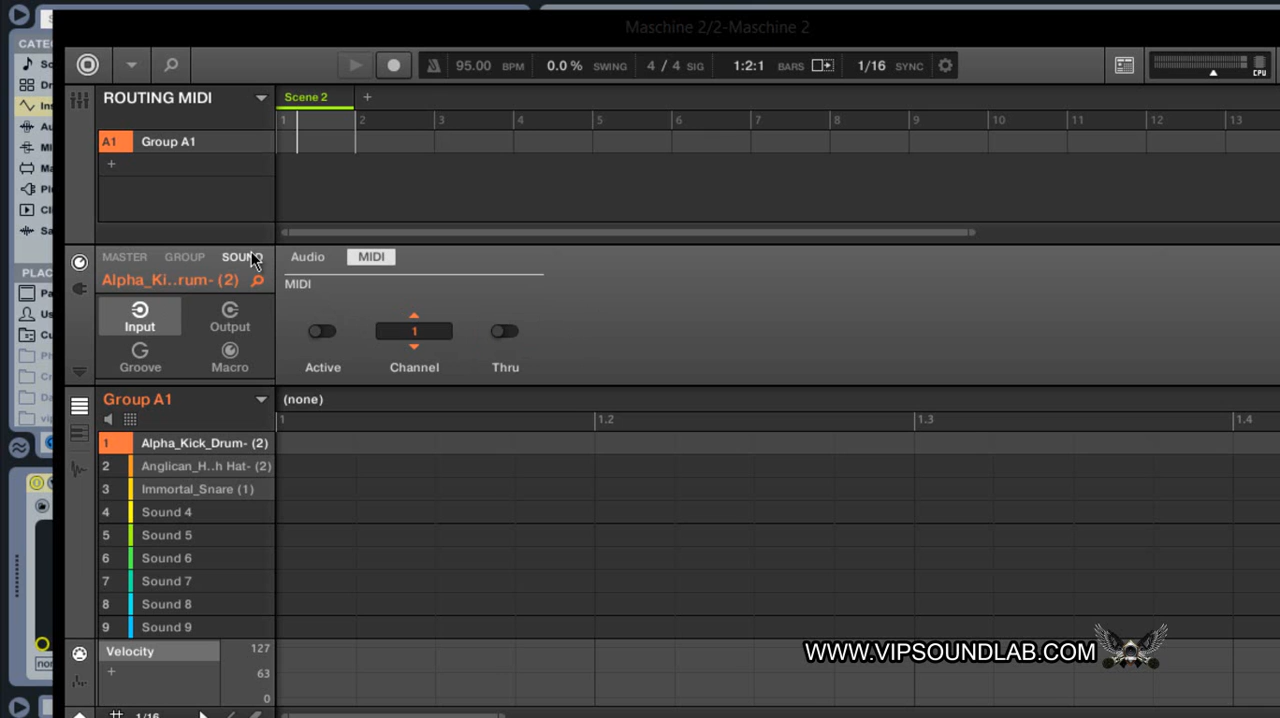 Maschine 2/2-Maschine 2
95.00 BPM 0.0 % SWING 4 / 4 SIG 1:2:1 BARS 1/16 SYNC CPU
CATE
ROUTING MIDI
Scene 2 +
1 2 3 4 5 6 7 8 9 10 11 12 13
A1 Group A1
+
PLAC
MASTER GROUP SOUND
Audio MIDI
Alpha_Ki..rum- (2)
MIDI
Input Output
1
Groove Macro
Active Channel Thru
Group A1
(none)
1 1.2 1.3 1.4
1 Alpha_Kick_Drum- (2)
2 Anglican_H..h Hat- (2)
3 Immortal_Snare (1)
4 Sound 4
5 Sound 5
6 Sound 6
7 Sound 7
8 Sound 8
9 Sound 9
Velocity 127
+ 63
0
WWW.VIPSOUNDLAB.COM
1/16